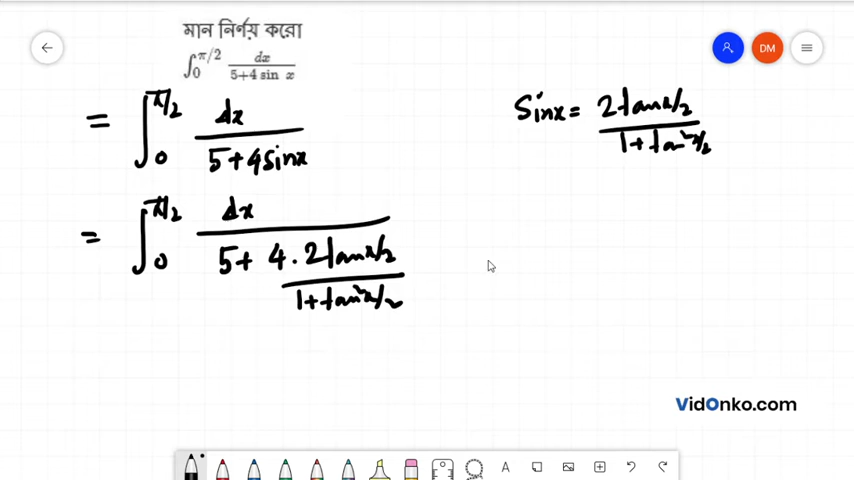 মান নির্ণয় করো
∫₀^π/2 dx / 5+4 sin x
DM
= ∫₀^π/2 dx / 5+4sinx
sinx = 2tanx/2 / 1+tan²x/2
= ∫₀^π/2 dx / 5+ 4.2tanx/2 / 1+tan²x/2
VidOnko.com
A